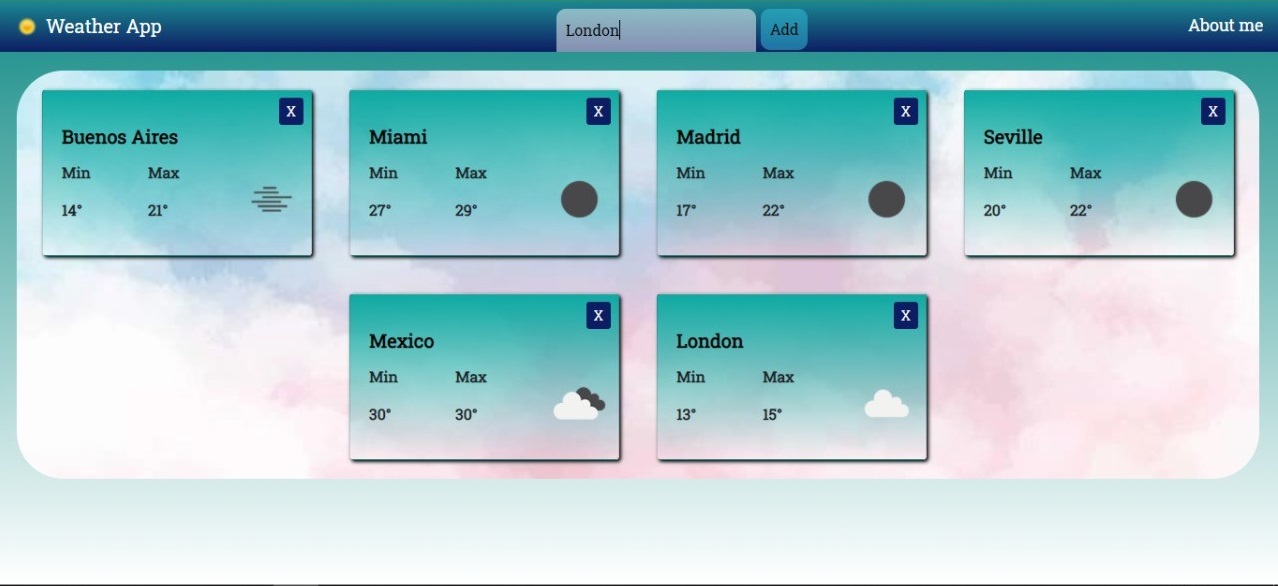 Weather App
London
Add
About me
X
Buenos Aires
Min Max
14° 21°
X
Miami
Min Max
27° 29°
X
Madrid
Min Max
17° 22°
X
Seville
Min Max
20° 22°
X
Mexico
Min Max
30° 30°
X
London
Min Max
13° 15°